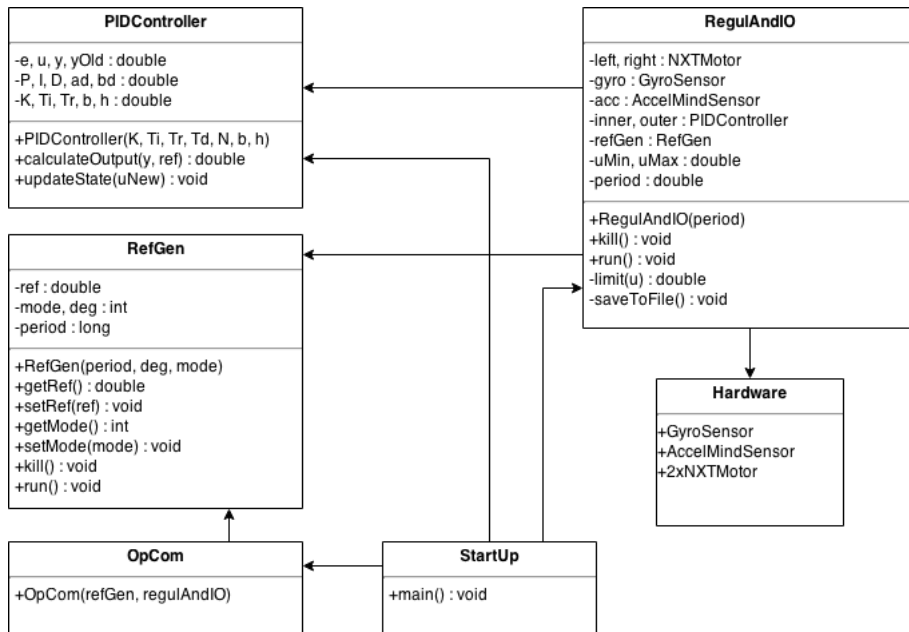 PIDController
-e, u, y, yOld : double
-P, I, D, ad, bd : double
-K, Ti, Tr, b, h : double
+PIDController(K, Ti, Tr, Td, N, b, h)
+calculateOutput(y, ref) : double
+updateState(uNew) : void
RegulAndIO
-left, right : NXTMotor
-gyro : GyroSensor
-acc : AccelMindSensor
-inner, outer : PIDController
-refGen : RefGen
-uMin, uMax : double
-period : double
+RegulAndIO(period)
+kill() : void
+run() : void
-limit(u) : double
-saveToFile() : void
RefGen
-ref : double
-mode, deg : int
-period : long
+RefGen(period, deg, mode)
+getRef() : double
+setRef(ref) : void
+getMode() : int
+setMode(mode) : void
+kill() : void
+run() : void
Hardware
+GyroSensor
+AccelMindSensor
+2xNXTMotor
OpCom
+OpCom(refGen, regulAndIO)
StartUp
+main() : void